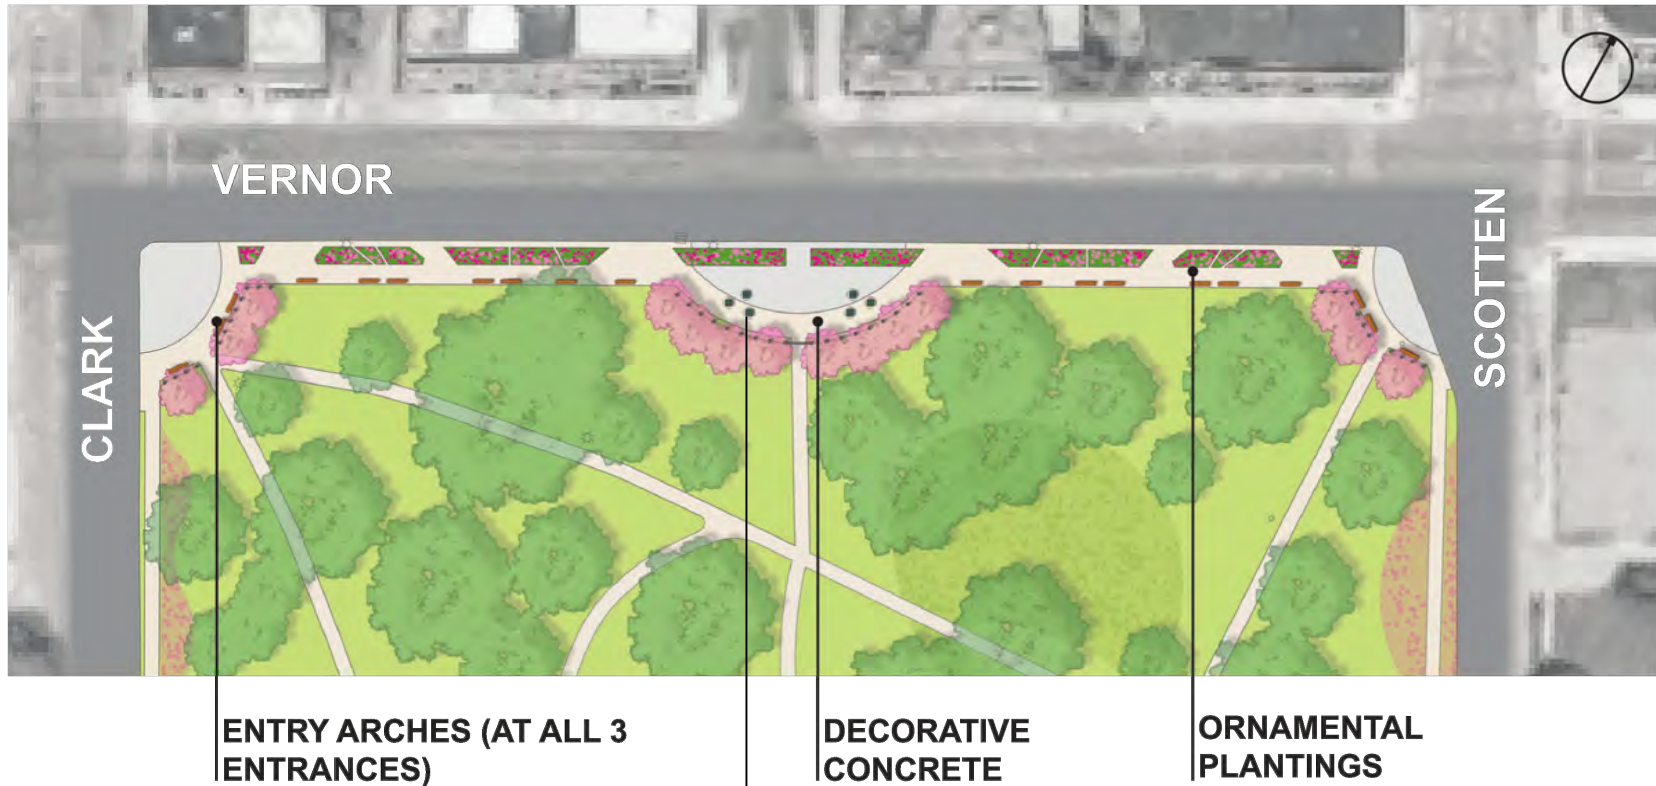 VERNOR
CLARK
SCOTTEN
ENTRY ARCHES (AT ALL 3
ENTRANCES)
DECORATIVE
CONCRETE
ORNAMENTAL
PLANTINGS